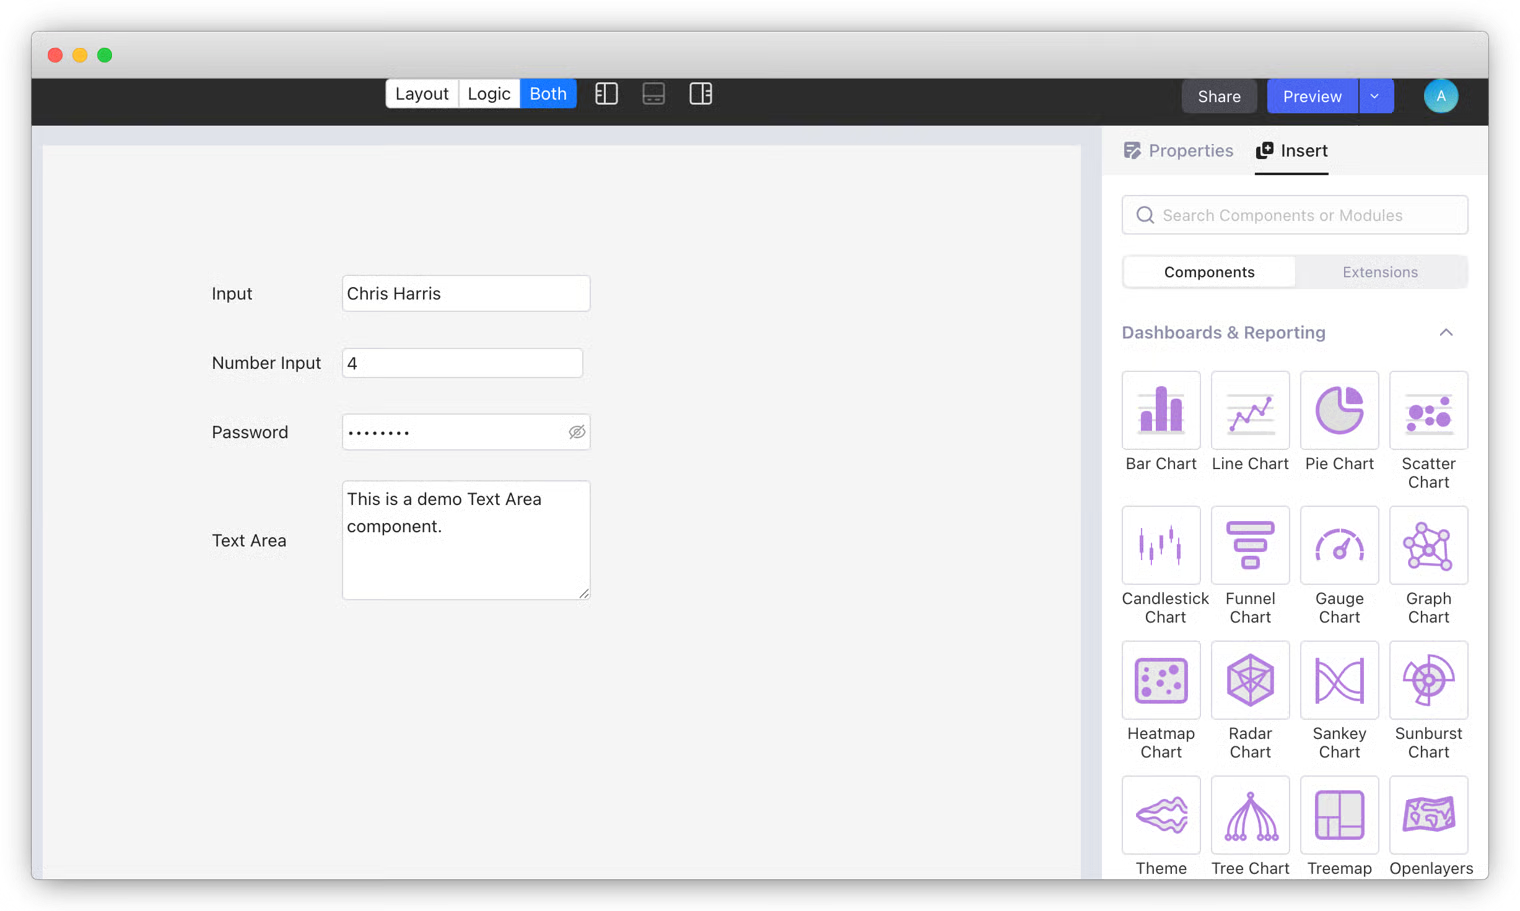 Layout Logic Both
Share Preview A
Properties Insert
Search Components or Modules
Components Extensions
Dashboards & Reporting
Input Chris Harris
Number Input 4
Password ••••••••
Text Area
This is a demo Text Area
component.
Bar Chart
Line Chart
Pie Chart
Scatter
Chart
Candlestick
Chart
Funnel
Chart
Gauge
Chart
Graph
Chart
Heatmap
Chart
Radar
Chart
Sankey
Chart
Sunburst
Chart
Theme
Tree Chart
Treemap
Openlayers